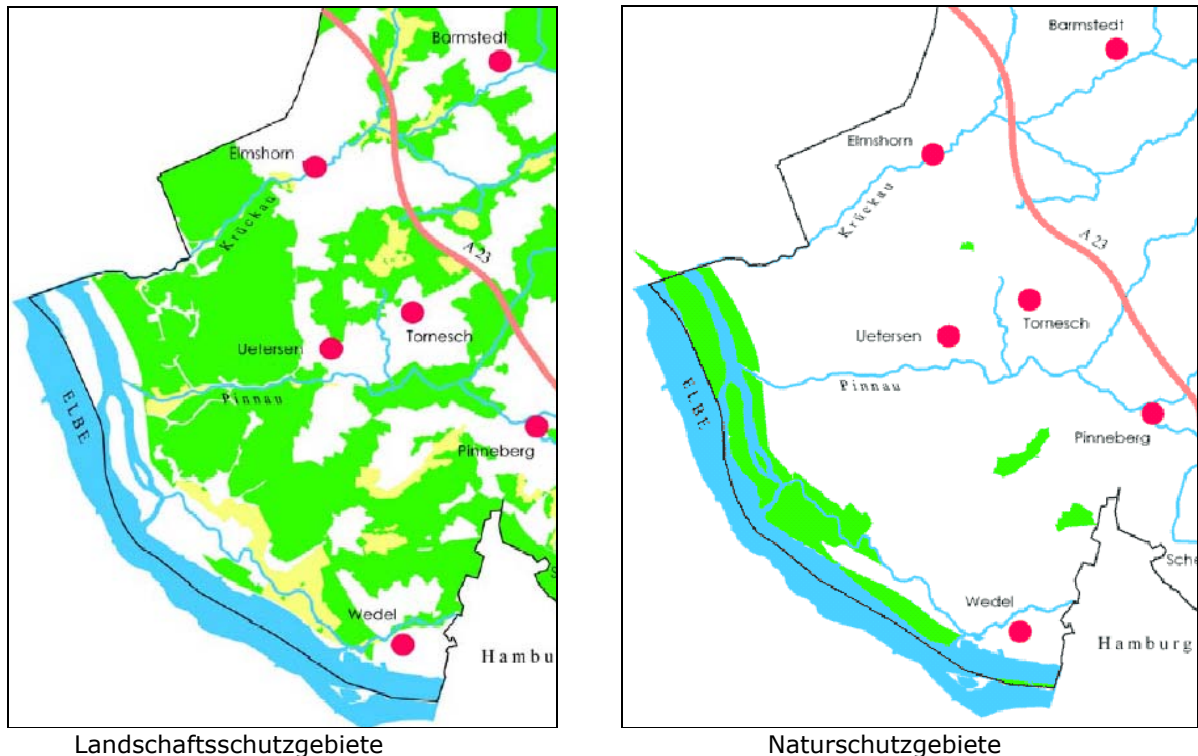 Barmstedt
Elmshorn
Krückau
A 23
Tornesch
Uetersen
Pinnau
ELBE
Pinneberg
Wedel
Hambu
Landschaftsschutzgebiete
Barmstedt
Elmshorn
Krückau
A 23
Tornesch
Uetersen
Pinnau
ELBE
Pinneberg
Sche
Wedel
Hamburg
Naturschutzgebiete